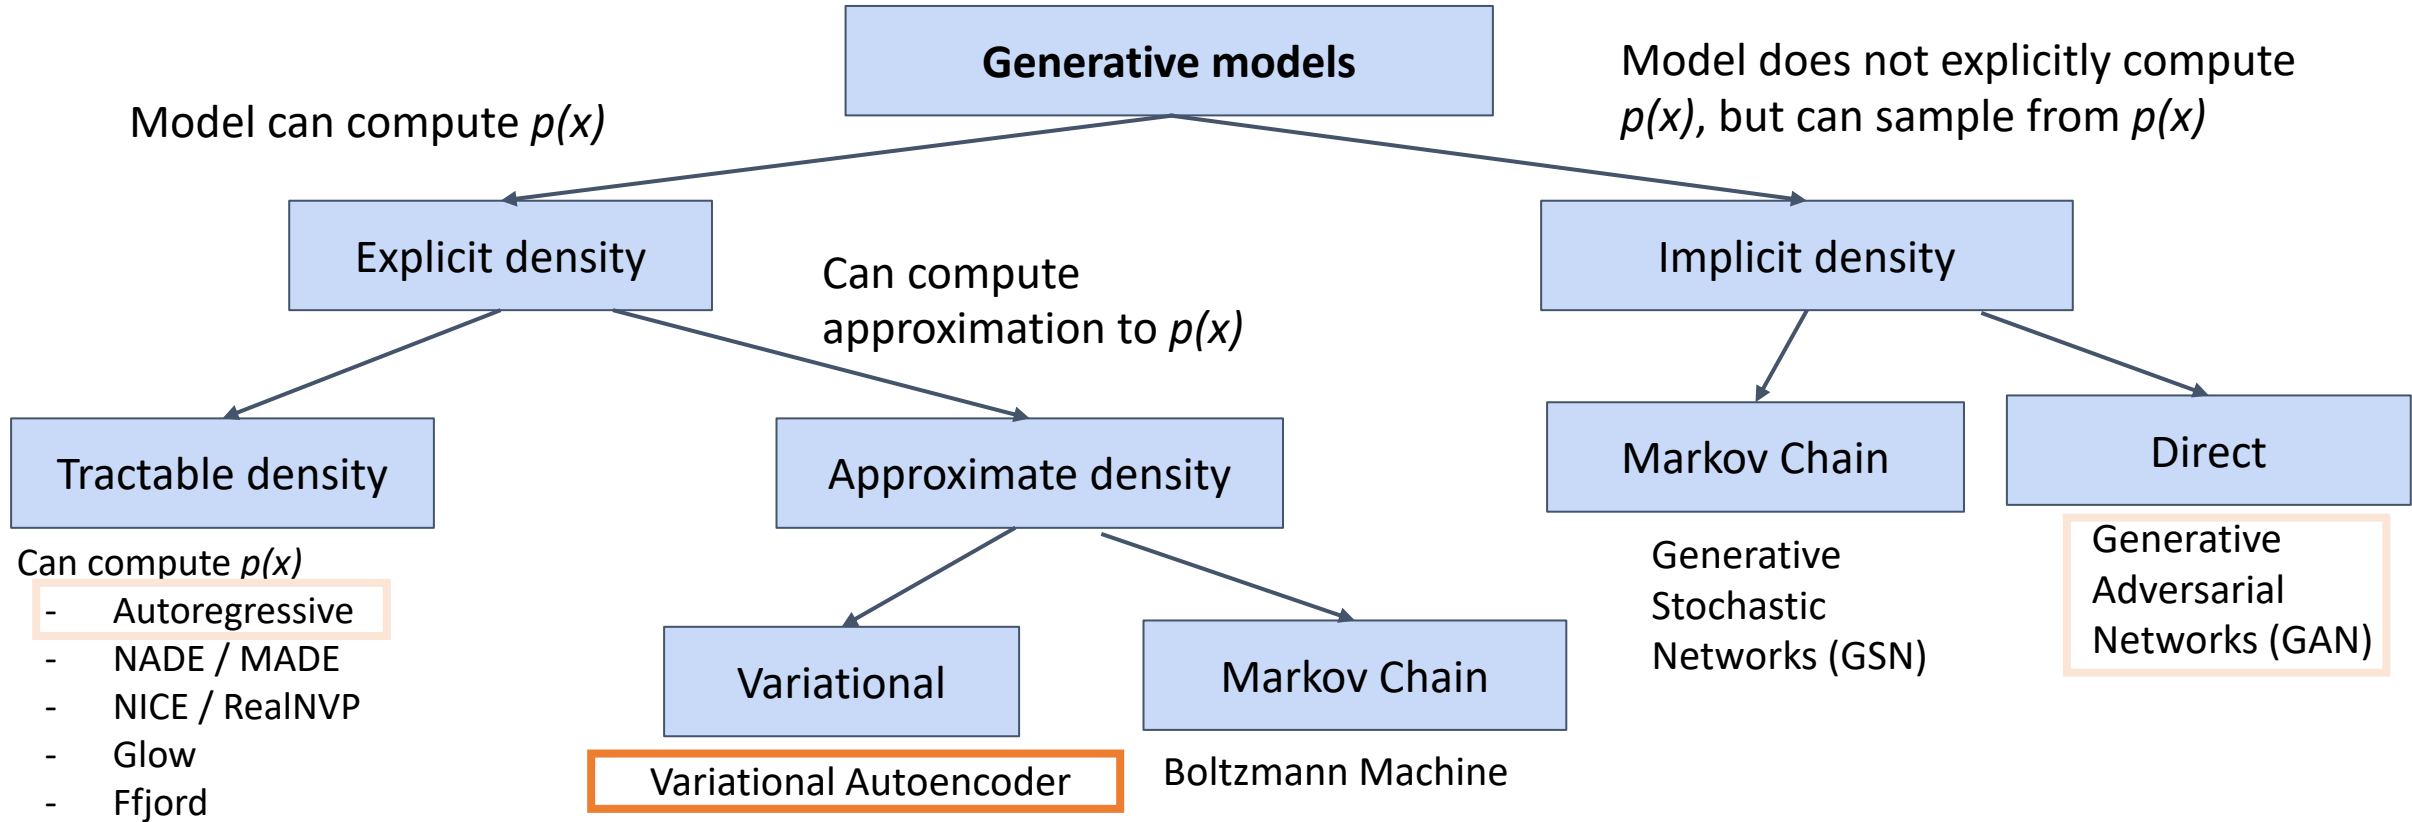 Generative models
Model can compute p(x)
Model does not explicitly compute
p(x), but can sample from p(x)
Explicit density
Implicit density
Can compute
approximation to p(x)
Tractable density
Approximate density
Markov Chain
Direct
Can compute p(x)
- Autoregressive
- NADE / MADE
- NICE / RealNVP
- Glow
- Ffjord
Variational
Markov Chain
Variational Autoencoder
Boltzmann Machine
Generative
Stochastic
Networks (GSN)
Generative
Adversarial
Networks (GAN)